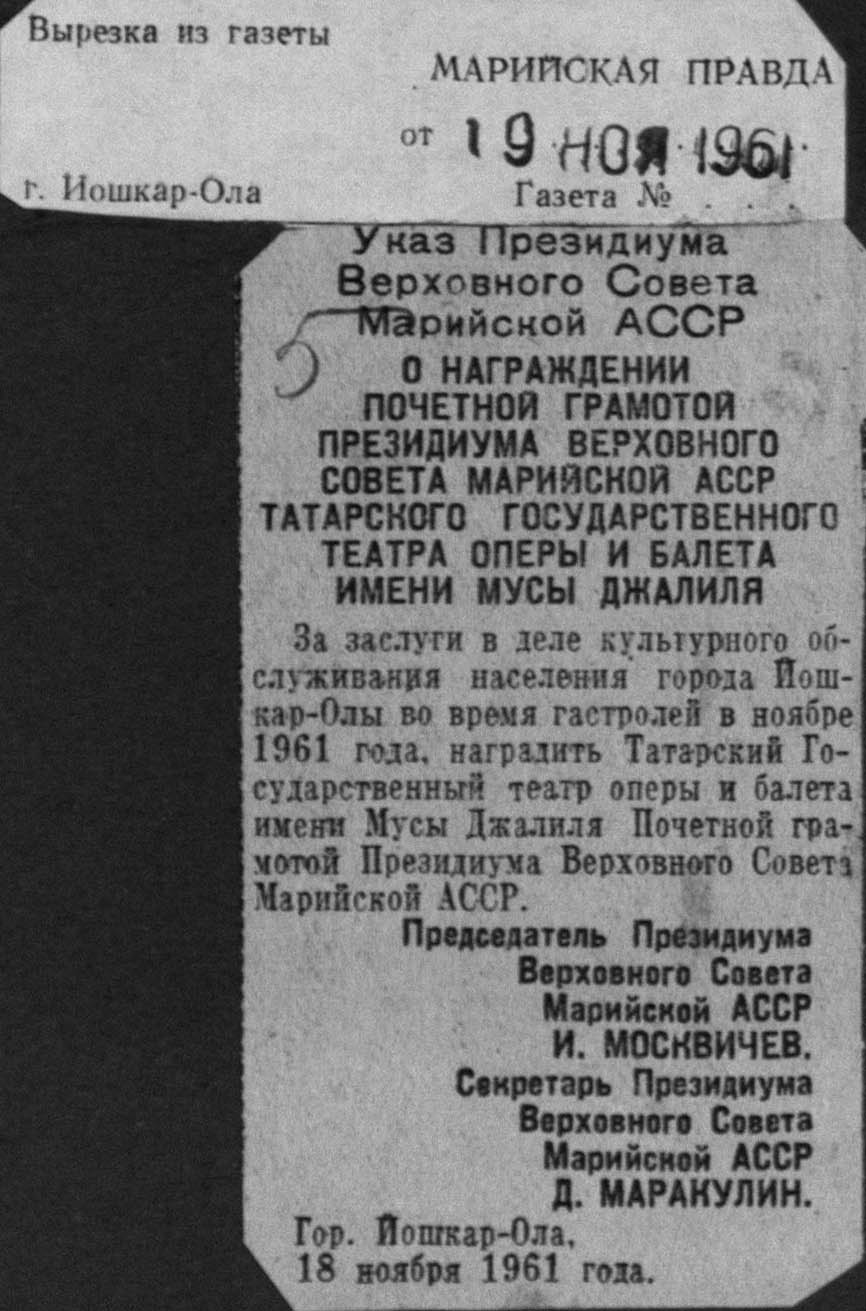 Вырезка из газеты
МАРИЙСКАЯ ПРАВДА
от 19 НОЯ 1961
г. Йошкар-Ола
Газета № . . .
Указ Президиума
Верховного Совета
Марийской АССР
5
О НАГРАЖДЕНИИ
ПОЧЕТНОЙ ГРАМОТОЙ
ПРЕЗИДИУМА ВЕРХОВНОГО
СОВЕТА МАРИЙСКОЙ АССР
ТАТАРСКОГО ГОСУДАРСТВЕННОГО
ТЕАТРА ОПЕРЫ И БАЛЕТА
ИМЕНИ МУСЫ ДЖАЛИЛЯ
За заслуги в деле культурного об-
служивания населения города Йош-
кар-Олы во время гастролей в ноябре
1961 года, наградить Татарский Го-
сударственный театр оперы и балета
имени Мусы Джалиля Почетной гра-
мотой Президиума Верховного Совета
Марийской АССР.
Председатель Президиума
Верховного Совета
Марийской АССР
И. МОСКВИЧЕВ.
Секретарь Президиума
Верховного Совета
Марийской АССР
Д. МАРАКУЛИН.
Гор. Йошкар-Ола,
18 ноября 1961 года.